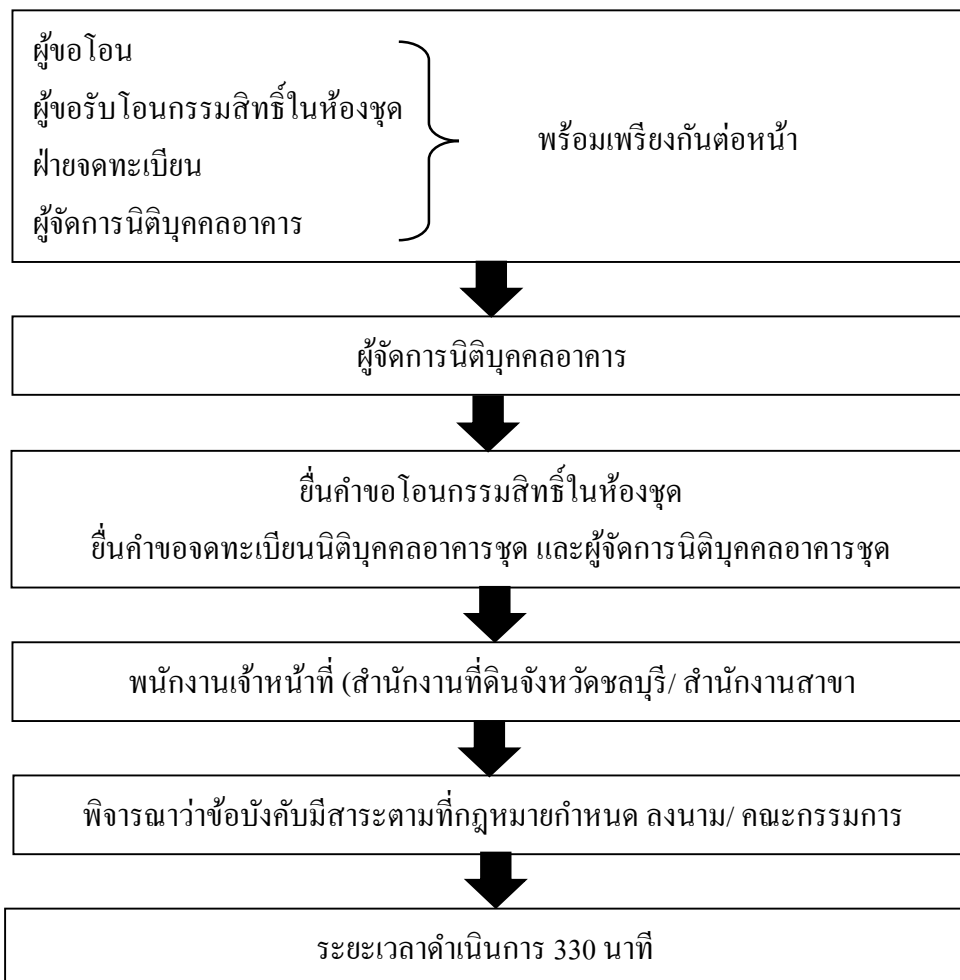 ผู้ขอโอน
ผู้ขอรับโอนกรรมสิทธิ์ในห้องชุด
ฝ่ายจดทะเบียน
ผู้จัดการนิติบุคคลอาคาร
พร้อมเพรียงกันต่อหน้า
ผู้จัดการนิติบุคคลอาคาร
ยื่นคำขอโอนกรรมสิทธิ์ในห้องชุด
ยื่นคำขอจดทะเบียนนิติบุคคลอาคารชุด และผู้จัดการนิติบุคคลอาคารชุด
พนักงานเจ้าหน้าที่ (สำนักงานที่ดินจังหวัดชลบุรี/ สำนักงานสาขา
พิจารณาว่าข้อบังคับมีสาระตามที่กฎหมายกำหนด ลงนาม/ คณะกรรมการ
ระยะเวลาดำเนินการ 330 นาที